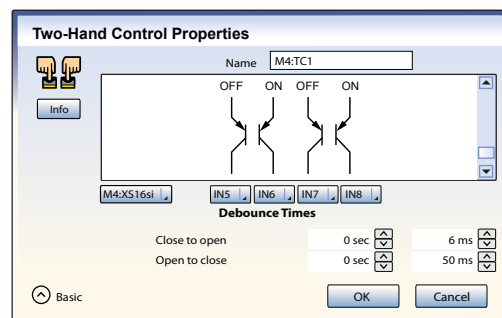 Two-Hand Control Properties
Name M4:TC1
Info
OFF ON OFF ON
M4:XS16si IN5 IN6 IN7 IN8
Debounce Times
Close to open 0 sec 6 ms
Open to close 0 sec 50 ms
Basic OK Cancel